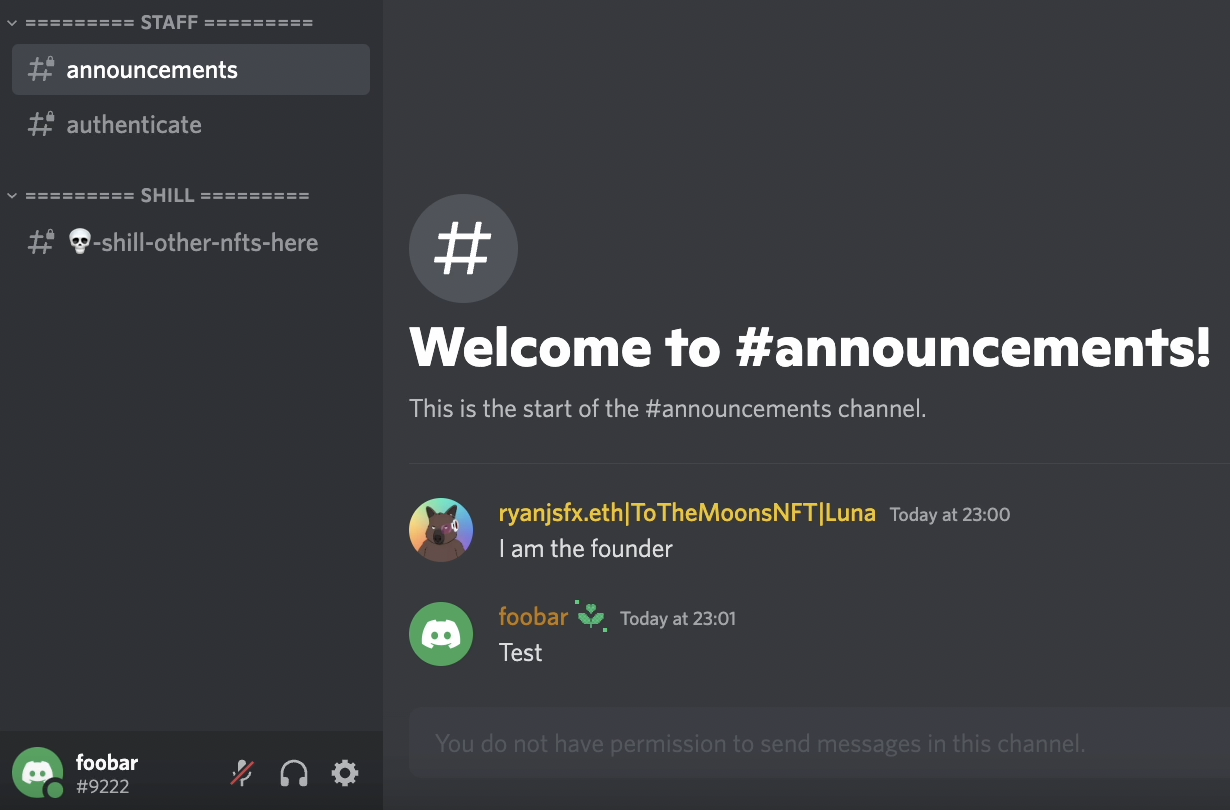 ========= STAFF =========
announcements
authenticate
========= SHILL =========
💀-shill-other-nfts-here
foobar
#9222
#
Welcome to #announcements!
This is the start of the #announcements channel.
ryanjsfx.eth|ToTheMoonsNFT|Luna Today at 23:00
I am the founder
foobar Today at 23:01
Test
You do not have permission to send messages in this channel.